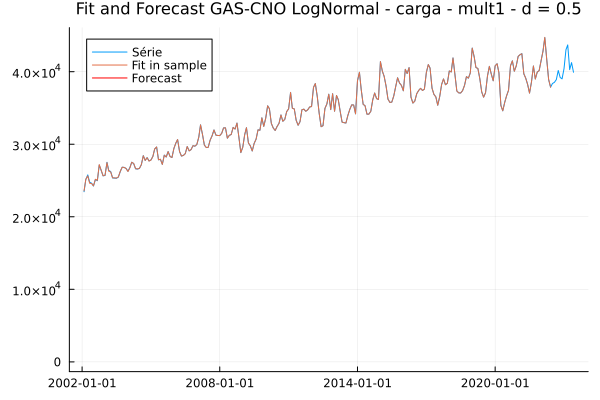 Fit and Forecast GAS-CNO LogNormal - carga - mult1 - d = 0.5
Série
Fit in sample
Forecast
4.0×10⁴
3.0×10⁴
2.0×10⁴
1.0×10⁴
0
2002-01-01 2008-01-01 2014-01-01 2020-01-01